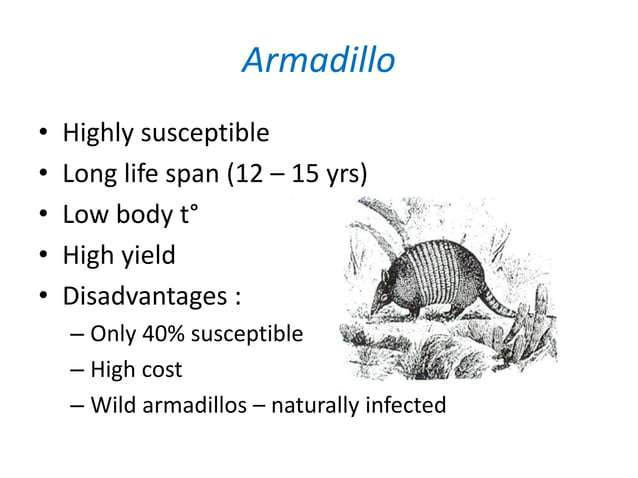 Armadillo
• Highly susceptible
• Long life span (12 – 15 yrs)
• Low body t°
• High yield
• Disadvantages :
– Only 40% susceptible
– High cost
– Wild armadillos – naturally infected